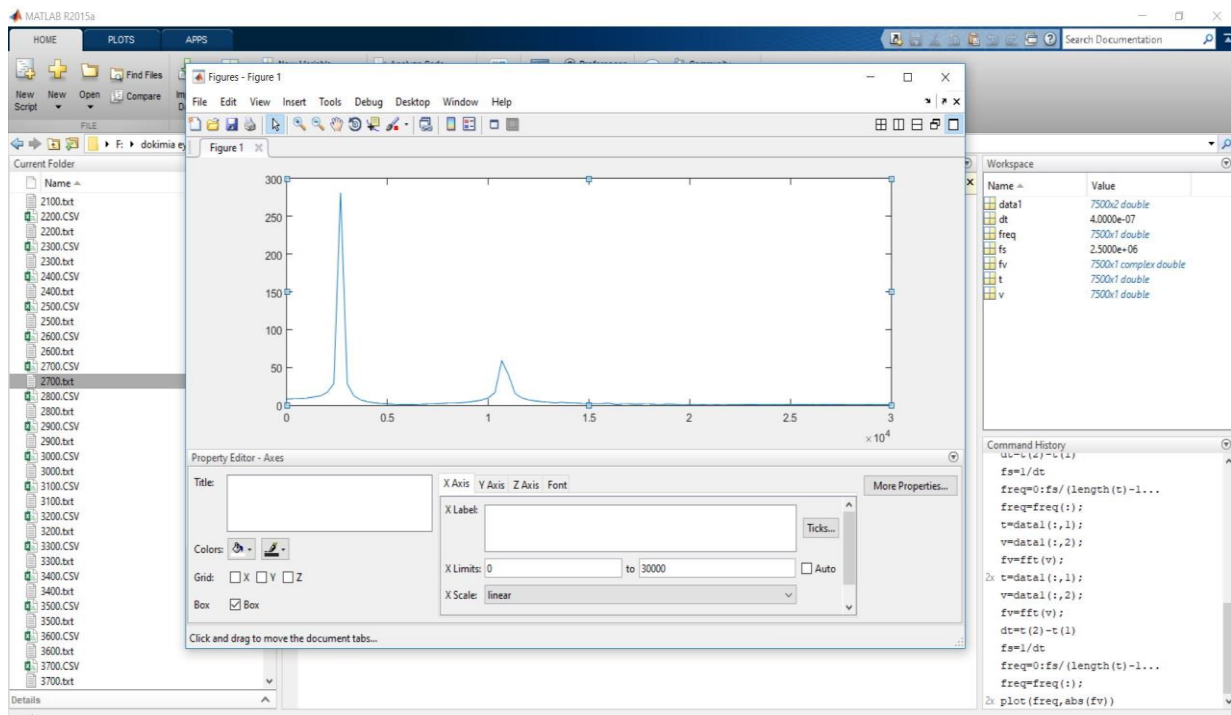 MATLAB R2015a
HOME PLOTS APPS
Search Documentation
New Script
New
Open
Find Files
Compare
FILE
F: dokimia
Current Folder
Name
2100.txt
2200.CSV
2200.txt
2300.CSV
2300.txt
2400.CSV
2400.txt
2500.CSV
2500.txt
2600.CSV
2600.txt
2700.CSV
2700.txt
2800.CSV
2800.txt
2900.CSV
2900.txt
3000.CSV
3000.txt
3100.CSV
3100.txt
3200.CSV
3200.txt
3300.CSV
3300.txt
3400.CSV
3400.txt
3500.CSV
3500.txt
3600.CSV
3600.txt
3700.CSV
3700.txt
Details
Figures - Figure 1
File Edit View Insert Tools Debug Desktop Window Help
Figure 1
300
250
200
150
100
50
0
0 0.5 1 1.5 2 2.5 3
×10⁴
Property Editor - Axes
Title:
Colors:
Grid: X Y Z
Box Box
X Axis Y Axis Z Axis Font
X Label:
Ticks...
X Limits: 0 to 30000 Auto
X Scale: linear
More Properties...
Click and drag to move the document tabs...
Workspace
Name Value
data1 7500x2 double
dt 4.0000e-07
freq 7500x1 double
fs 2.5000e+06
fv 7500x1 complex double
t 7500x1 double
v 7500x1 double
Command History
dt=t(2)-t(1)
fs=1/dt
freq=0:fs/(length(t)-1...
freq=freq(:);
t=data1(:,1);
v=data1(:,2);
fv=fft(v);
2x t=data1(:,1);
v=data1(:,2);
fv=fft(v);
dt=t(2)-t(1)
fs=1/dt
freq=0:fs/(length(t)-1...
freq=freq(:);
2x plot(freq,abs(fv))